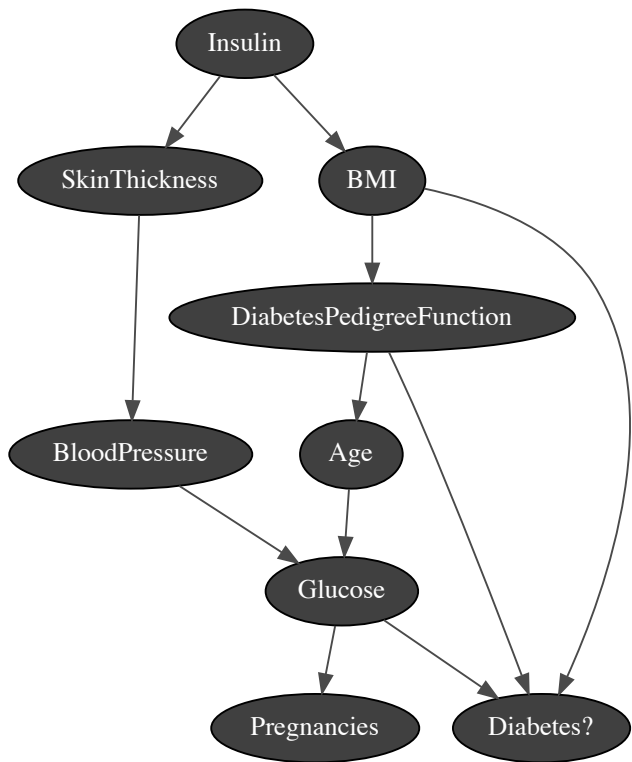 Insulin
SkinThickness
BMI
DiabetesPedigreeFunction
BloodPressure
Age
Glucose
Pregnancies
Diabetes?